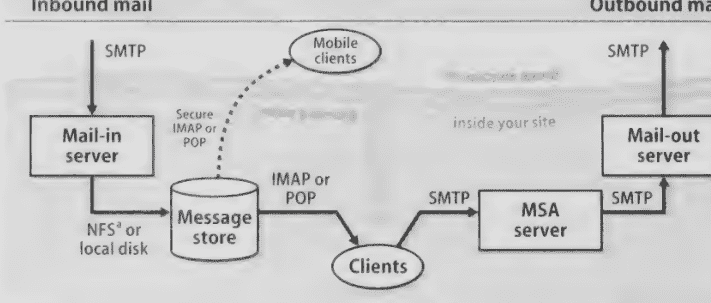 Inbound mail
Outbound ma
SMTP
Mobile
clients
SMTP
Secure
IMAP or
POP
inside your site
Mail-in
server
Mail-out
server
Message
store
IMAP or
POP
NFSª or
local disk
SMTP
MSA
server
SMTP
Clients